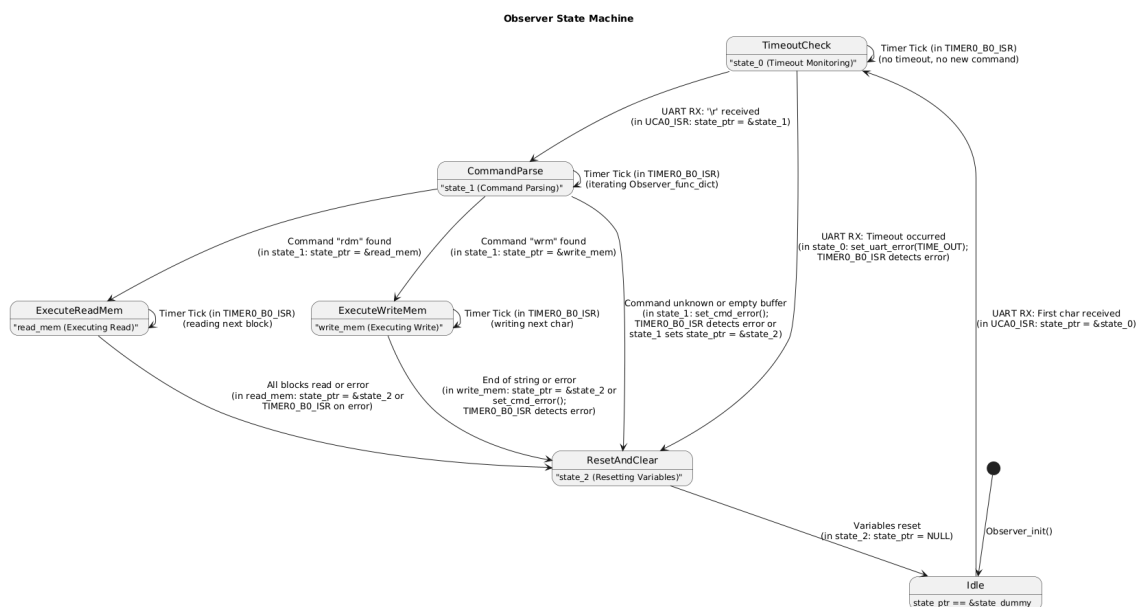 Observer State Machine
TimeoutCheck
"state_0 (Timeout Monitoring)"
Timer Tick (in TIMER0_B0_ISR)
(no timeout, no new command)
UART RX: '\r' received
(in UCA0_ISR: state_ptr = &state_1)
CommandParse
"state_1 (Command Parsing)"
Timer Tick (in TIMER0_B0_ISR)
(iterating Observer_func_dict)
Command "rdm" found
(in state_1: state_ptr = &read_mem)
Command "wrm" found
(in state_1: state_ptr = &write_mem)
UART RX: Timeout occurred
(in state_0: set_uart_error(TIME_OUT);
TIMER0_B0_ISR detects error)
ExecuteReadMem
"read_mem (Executing Read)"
Timer Tick (in TIMER0_B0_ISR)
(reading next block)
ExecuteWriteMem
"write_mem (Executing Write)"
Timer Tick (in TIMER0_B0_ISR)
(writing next char)
Command unknown or empty buffer
(in state_1: set_cmd_error();
TIMER0_B0_ISR detects error or
state_1 sets state_ptr = &state_2)
UART RX: First char received
(in UCA0_ISR: state_ptr = &state_0)
All blocks read or error
(in read_mem: state_ptr = &state_2 or
TIMER0_B0_ISR on error)
End of string or error
(in write_mem: state_ptr = &state_2 or
set_cmd_error();
TIMER0_B0_ISR detects error)
ResetAndClear
"state_2 (Resetting Variables)"
Variables reset
(in state_2: state_ptr = NULL)
Observer_init()
Idle
state_ptr == &state_dummy